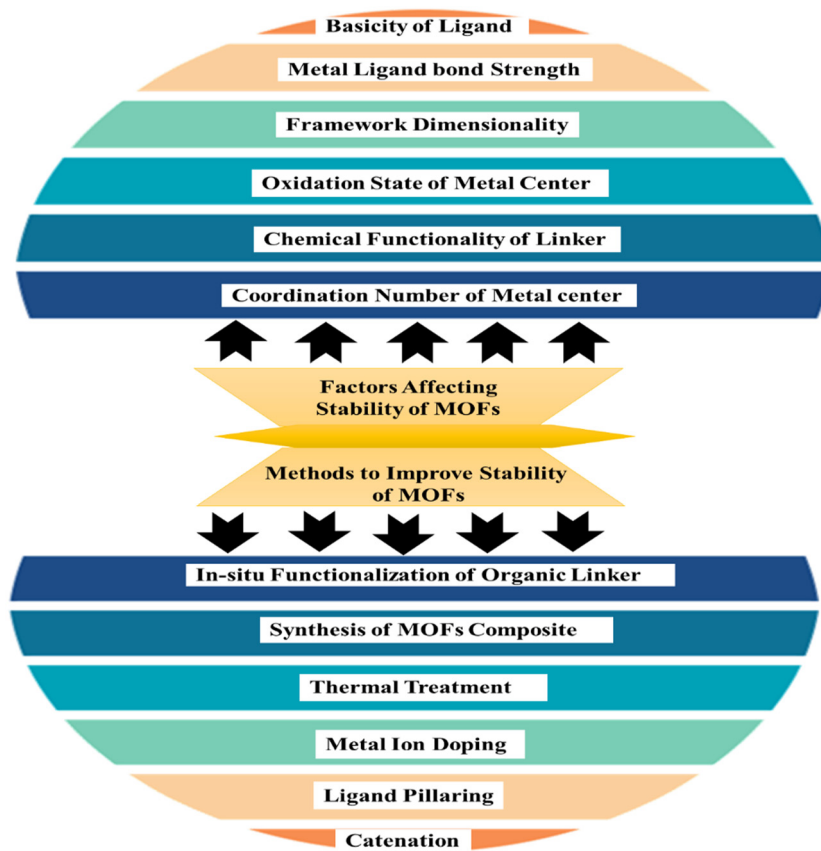 Basicity of Ligand
Metal Ligand bond Strength
Framework Dimensionality
Oxidation State of Metal Center
Chemical Functionality of Linker
Coordination Number of Metal center
Factors Affecting
Stability of MOFs
Methods to Improve Stability
of MOFs
In-situ Functionalization of Organic Linker
Synthesis of MOFs Composite
Thermal Treatment
Metal Ion Doping
Ligand Pillaring
Catenation